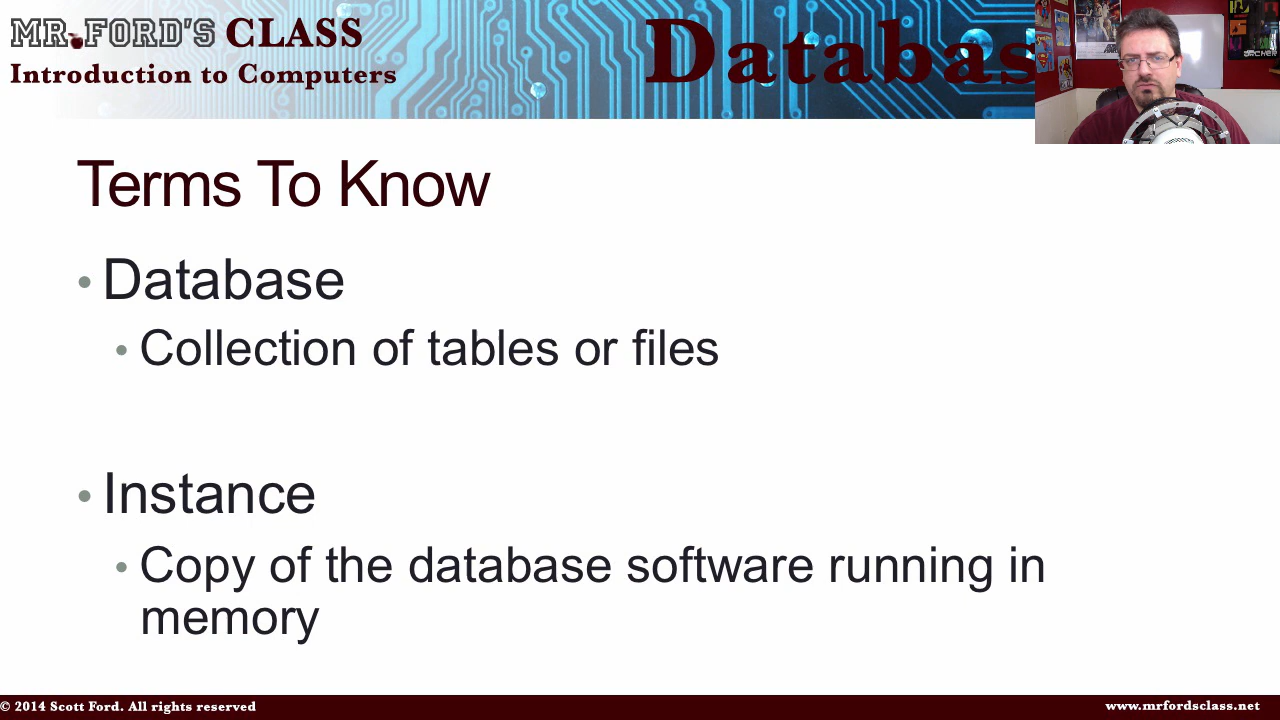 MR. FORD'S CLASS
Introduction to Computers
Terms To Know
• Database
• Collection of tables or files
• Instance
• Copy of the database software running in
memory
© 2014 Scott Ford. All rights reserved
www.mrfordsclass.net